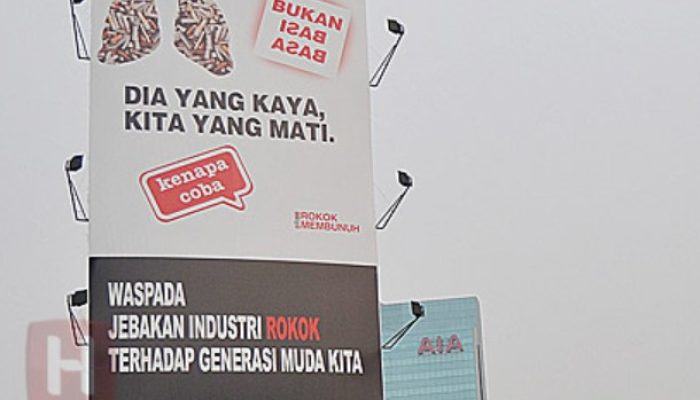 BUKAN
BASI
BASA
DIA YANG KAYA,
KITA YANG MATI.
kenapa
coba
ROKOK
MEMBUNUH
WASPADA
JEBAKAN INDUSTRI ROKOK
TERHADAP GENERASI MUDA KITA
AIA
H